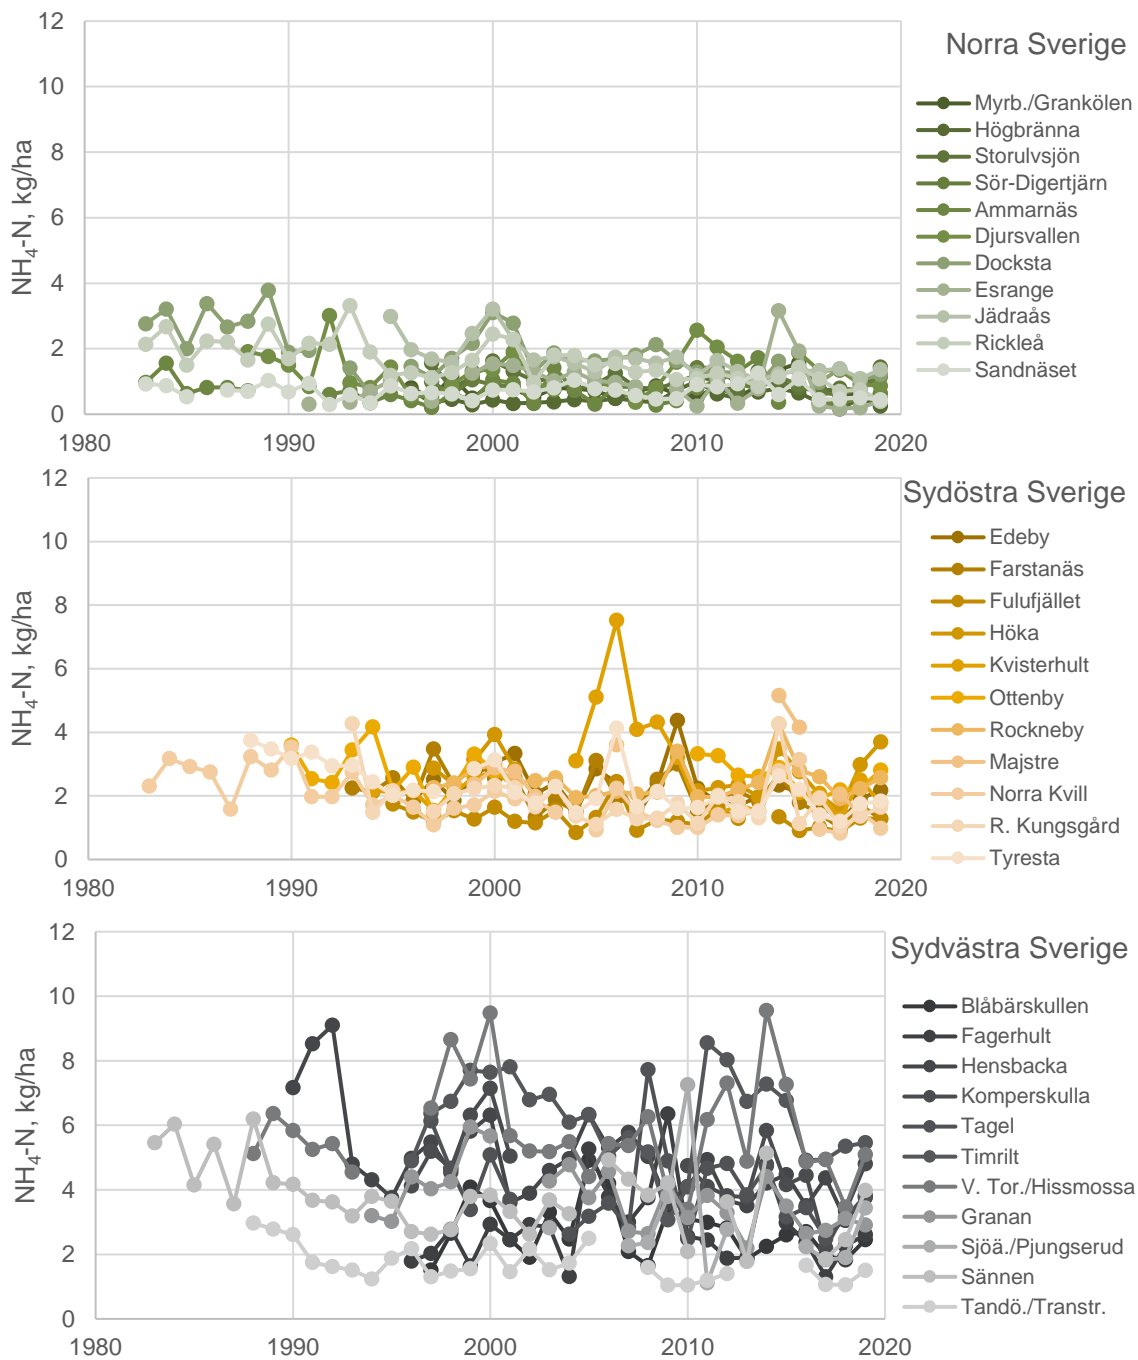 Norra Sverige
NH4-N, kg/ha
12
10
8
6
4
2
0
1980
1990
2000
2010
2020
Myrb./Grankölen
Högbränna
Storulvsjön
Sör-Digertjärn
Ammarnäs
Djursvallen
Docksta
Esrange
Jädraås
Rickleå
Sandnäset
Sydöstra Sverige
NH4-N, kg/ha
12
10
8
6
4
2
0
1980
1990
2000
2010
2020
Edeby
Farstanäs
Fulufjället
Höka
Kvisterhult
Ottenby
Rockneby
Majstre
Norra Kvill
R. Kungsgård
Tyresta
Sydvästra Sverige
NH4-N, kg/ha
12
10
8
6
4
2
0
1980
1990
2000
2010
2020
Blåbärskullen
Fagerhult
Hensbacka
Komperskulla
Tagel
Timrilt
V. Tor./Hissmossa
Granan
Sjöä./Pjungserud
Sännen
Tandö./Transtr.